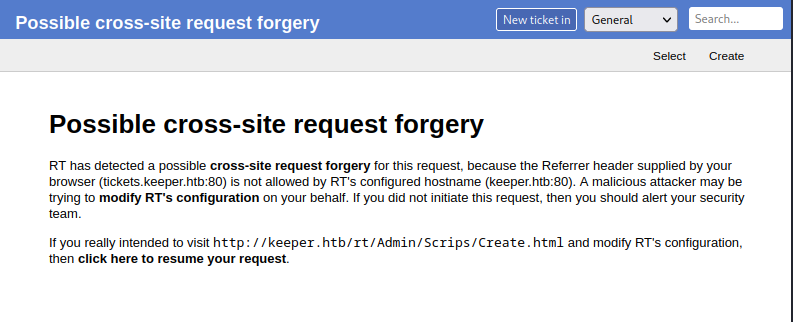 Possible cross-site request forgery
New ticket in
General
Search...
Select
Create
Possible cross-site request forgery
RT has detected a possible cross-site request forgery for this request, because the Referrer header supplied by your
browser (tickets.keeper.htb:80) is not allowed by RT's configured hostname (keeper.htb:80). A malicious attacker may be
trying to modify RT's configuration on your behalf. If you did not initiate this request, then you should alert your security
team.
If you really intended to visit http://keeper.htb/rt/Admin/Scrips/Create.html and modify RT's configuration,
then click here to resume your request.